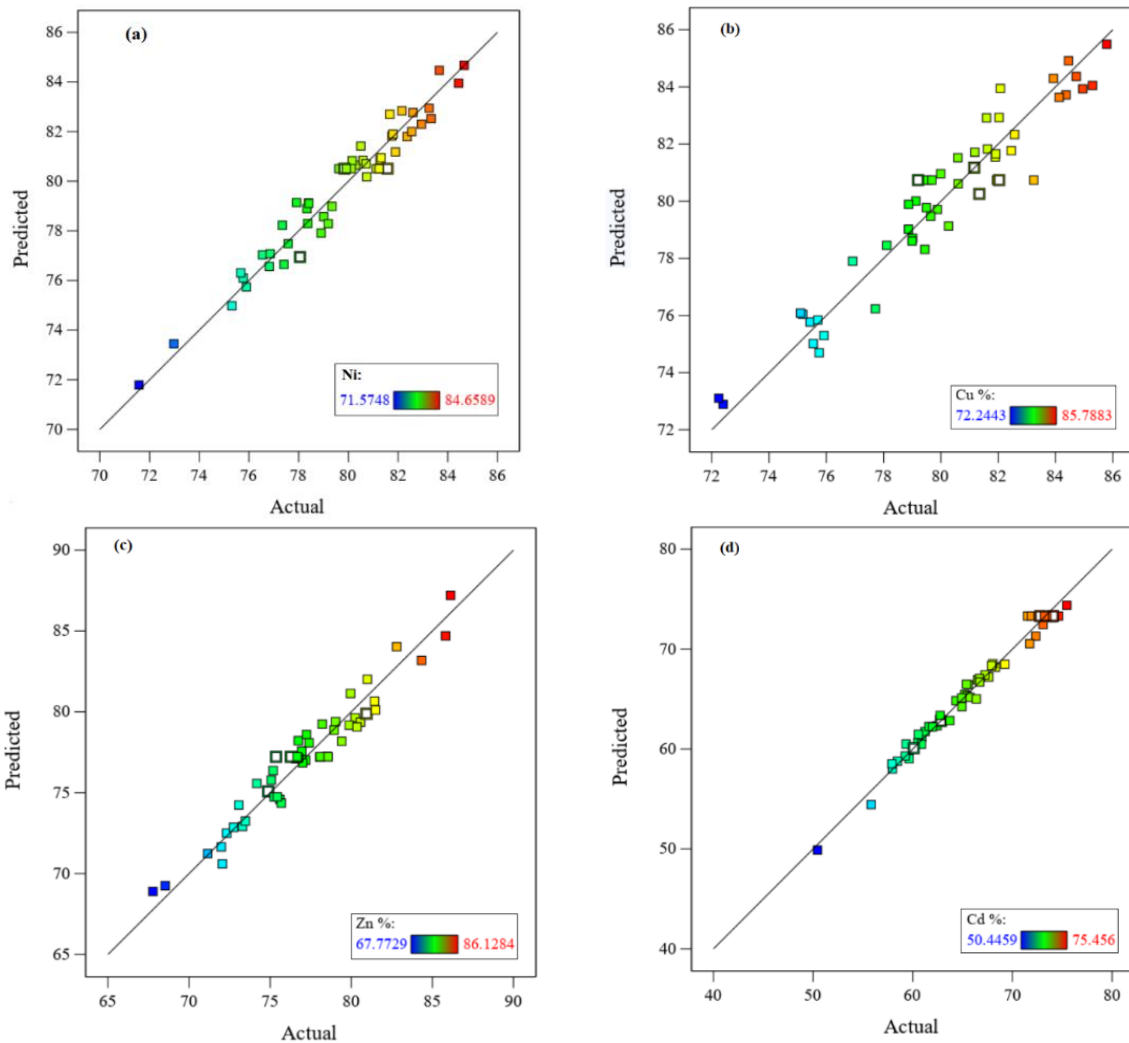 (a)
Predicted
86
84
82
80
78
76
74
72
70
70 72 74 76 78 80 82 84 86
Actual
Ni:
71.5748 84.6589
(b)
Predicted
86
84
82
80
78
76
74
72
72 74 76 78 80 82 84 86
Actual
Cu %:
72.2443 85.7883
(c)
Predicted
90
85
80
75
70
65
65 70 75 80 85 90
Actual
Zn %:
67.7729 86.1284
(d)
Predicted
80
70
60
50
40
40 50 60 70 80
Actual
Cd %:
50.4459 75.456